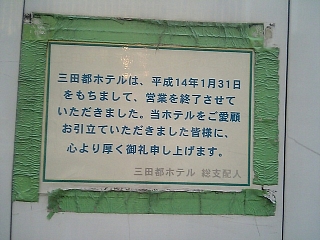 三田都ホテルは、平成14年1月31日
をもちまして、営業を終了させて
いただきました。当ホテルをご愛顧
お引立ていただきました皆様に、
心より厚く御礼申し上げます。
三田都ホテル 総支配人